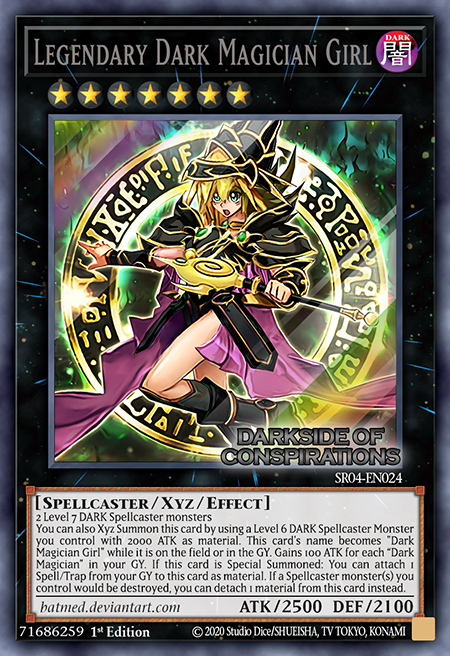 LEGENDARY DARK MAGICIAN GIRL
DARK
闇
DARKSIDE OF
CONSPIRATIONS
SR04-EN024
[SPELLCASTER/XYZ/EFFECT]
2 Level 7 DARK Spellcaster monsters
You can also Xyz Summon this card by using a Level 6 DARK Spellcaster Monster
you control with 2000 ATK as material. This card's name becomes "Dark
Magician Girl" while it is on the field or in the GY. Gains 100 ATK for each "Dark
Magician" in your GY. If this card is Special Summoned: You can attach 1
Spell/Trap from your GY to this card as material. If a Spellcaster monster(s) you
control would be destroyed, you can detach 1 material from this card instead.
batmed.deviantart.com
ATK/2500 DEF/2100
71686259 1st Edition
©2020 Studio Dice/SHUEISHA, TV TOKYO, KONAMI